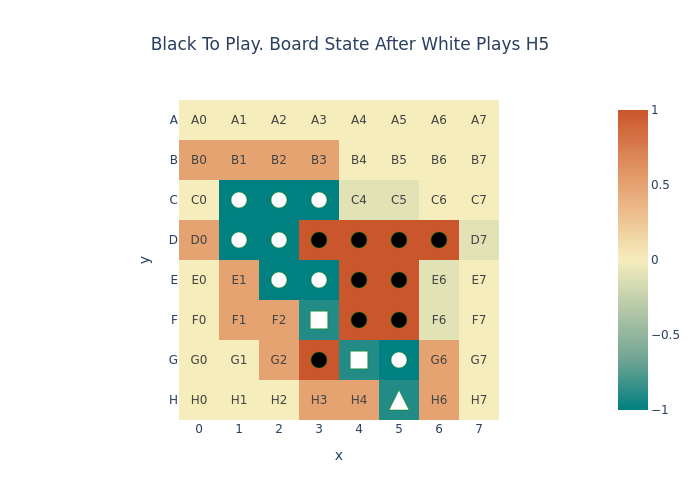 Black To Play. Board State After White Plays H5
A A0 A1 A2 A3 A4 A5 A6 A7
B B0 B1 B2 B3 B4 B5 B6 B7
C C0 C4 C5 C6 C7
D D0 D7
E E0 E1 E6 E7
F F0 F1 F2 F6 F7
G G0 G1 G2 G6 G7
H H0 H1 H2 H3 H4 H6 H7
0 1 2 3 4 5 6 7
x
y
1
0.5
0
−0.5
−1